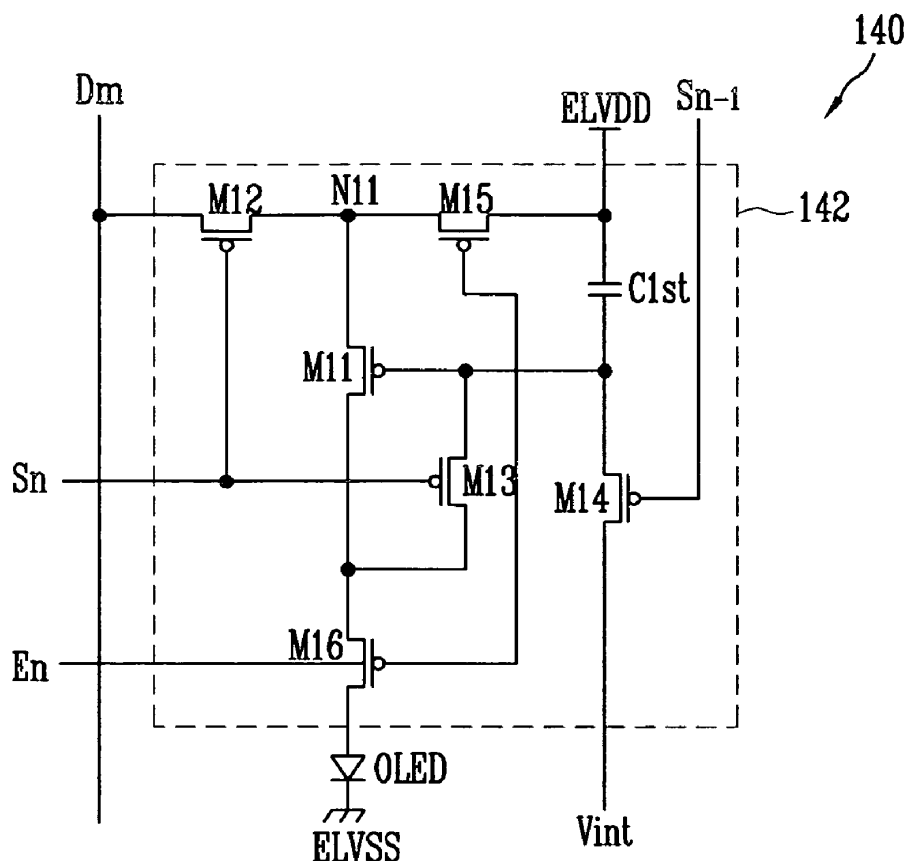 140
Dm
ELVDD
Sn-1
M12
N11
M15
142
C1st
M11
Sn
M13
M14
M16
En
OLED
ELVSS
Vint